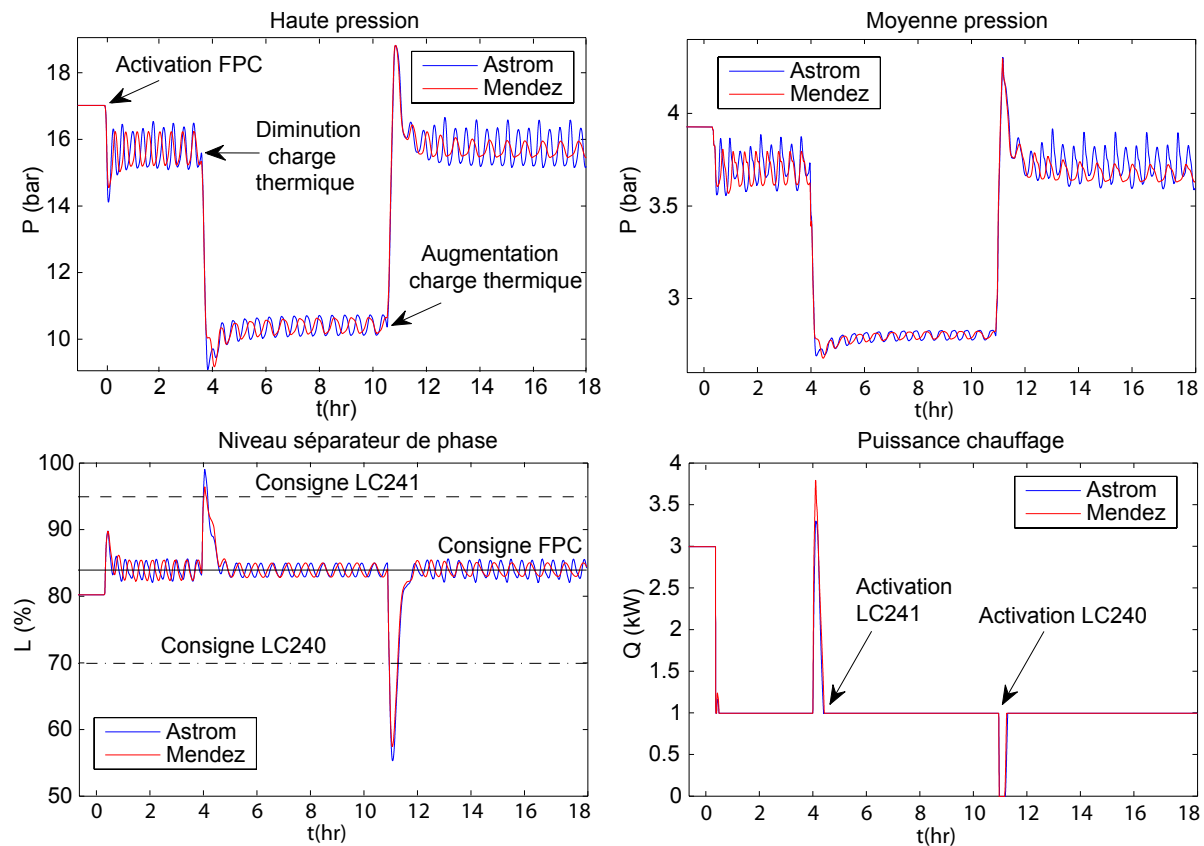 Haute pression
18
16
14
12
10
P (bar)
Activation FPC
Astrom
Mendez
Diminution
charge
thermique
Augmentation
charge thermique
0 2 4 6 8 10 12 14 16 18
t(hr)
Moyenne pression
4
3.5
3
P (bar)
Astrom
Mendez
0 2 4 6 8 10 12 14 16 18
t(hr)
Niveau séparateur de phase
100
90
80
70
60
50
L (%)
Consigne LC241
Consigne FPC
Consigne LC240
Astrom
Mendez
0 2 4 6 8 10 12 14 16 18
t(hr)
Puissance chauffage
4
3.5
3
2.5
2
1.5
1
0.5
0
Q (kW)
Astrom
Mendez
Activation
LC241
Activation LC240
0 2 4 6 8 10 12 14 16 18
t(hr)